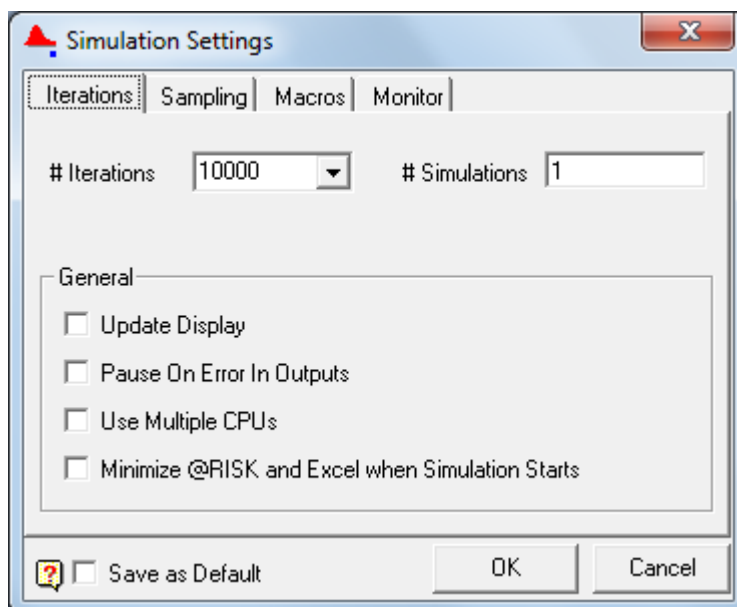 Simulation Settings
Iterations Sampling Macros Monitor
# Iterations 10000 # Simulations 1
General
Update Display
Pause On Error In Outputs
Use Multiple CPUs
Minimize @RISK and Excel when Simulation Starts
Save as Default OK Cancel